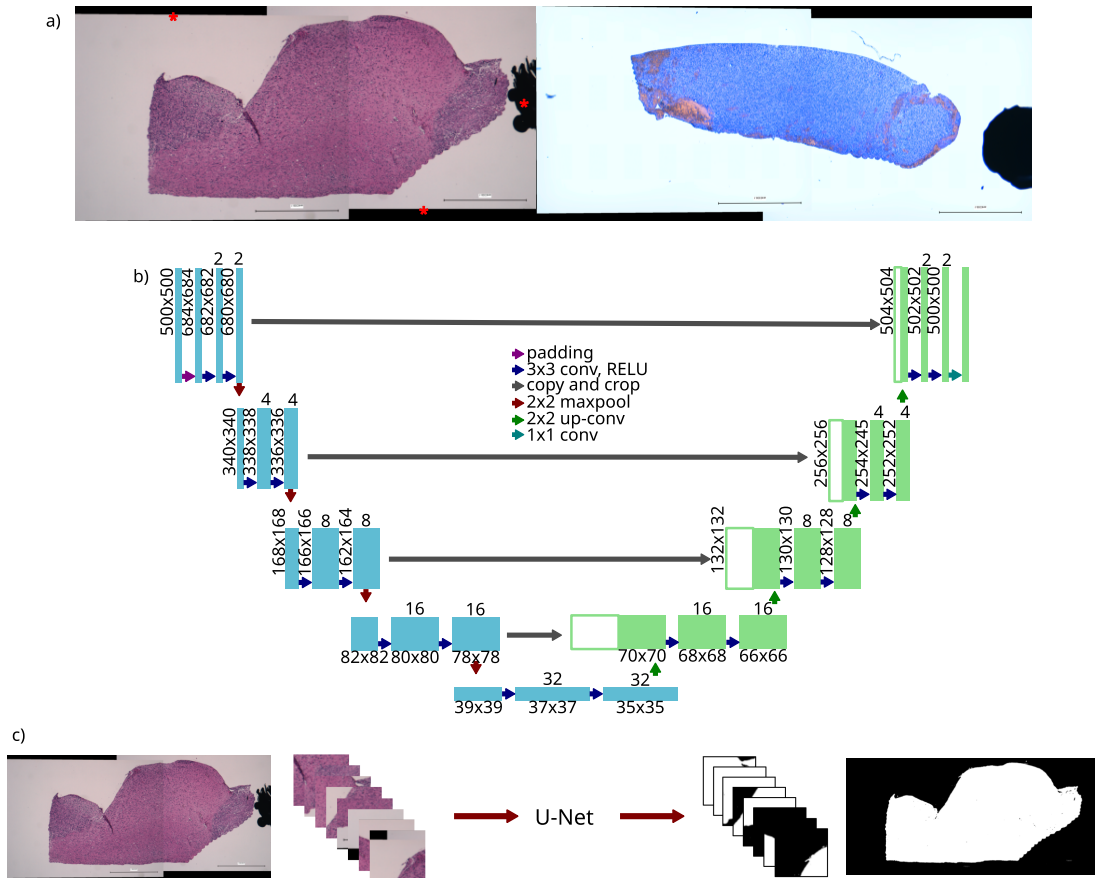 a)
*
*
*
b)
500x500
684x684
682x682
2
680x680
2
504x504
502x502
2
500x500
2
padding
3x3 conv, RELU
copy and crop
2x2 maxpool
2x2 up-conv
1x1 conv
340x340
338x338
4
336x336
4
256x256
254x245
4
252x252
4
168x168
166x166
8
162x164
8
132x132
130x130
8
128x128
8
16
16
82x82
80x80
78x78
16
16
70x70
68x68
66x66
32
32
39x39
37x37
35x35
c)
U-Net